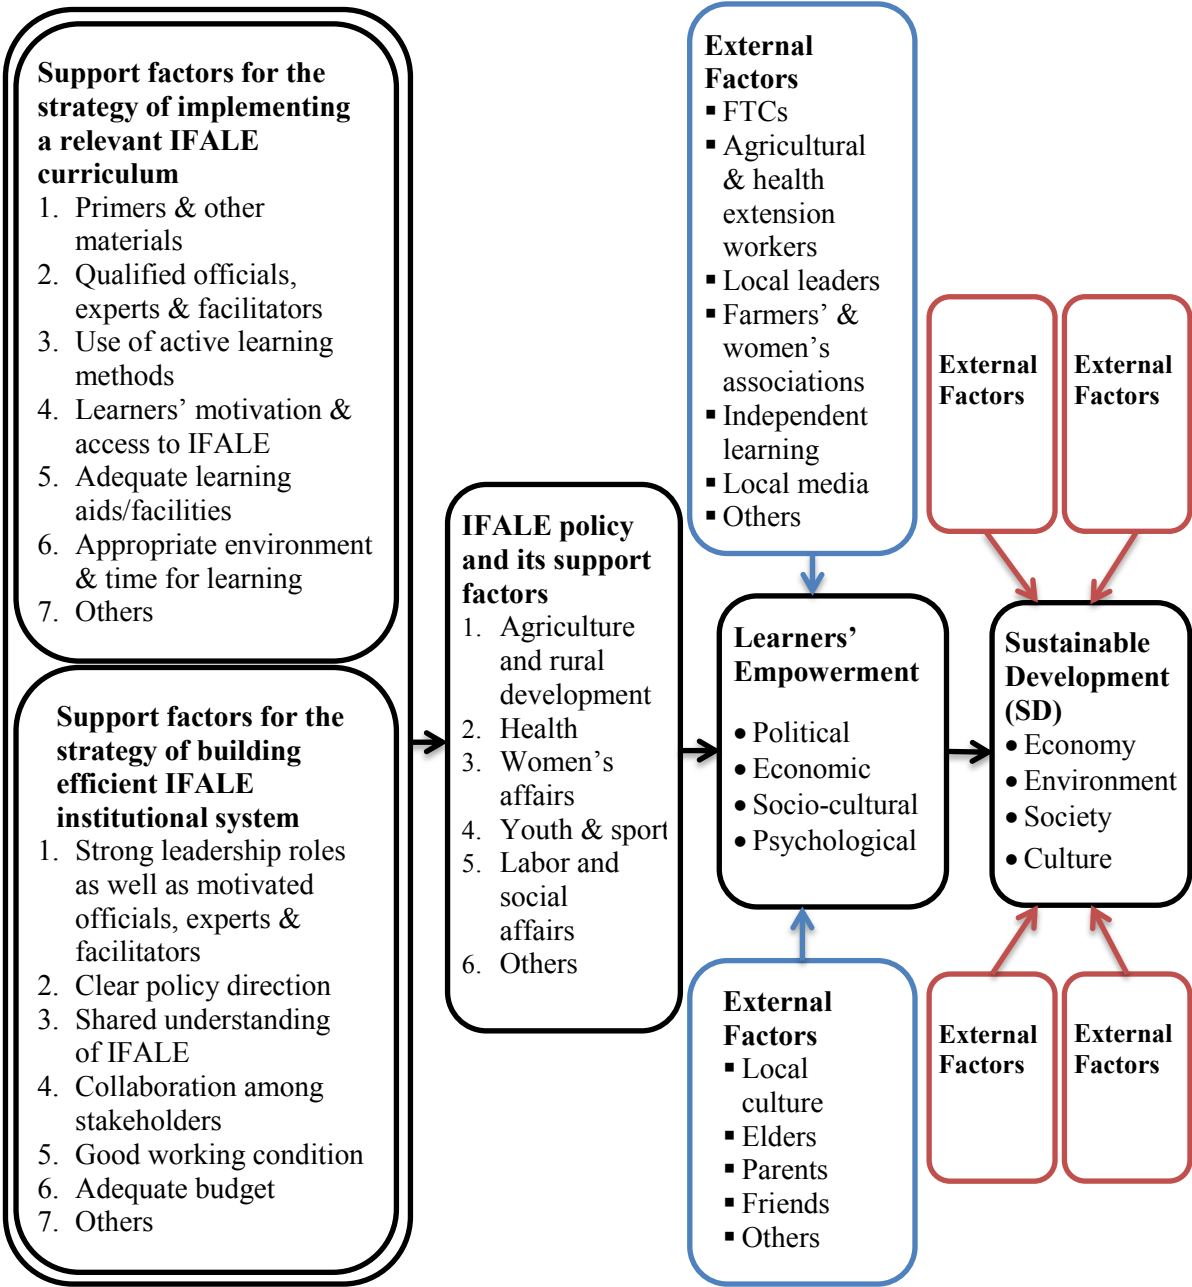 Support factors for the
strategy of implementing
a relevant IFALE
curriculum
1. Primers & other
materials
2. Qualified officials,
experts & facilitators
3. Use of active learning
methods
4. Learners’ motivation &
access to IFALE
5. Adequate learning
aids/facilities
6. Appropriate environment
& time for learning
7. Others
Support factors for the
strategy of building
efficient IFALE
institutional system
1. Strong leadership roles
as well as motivated
officials, experts &
facilitators
2. Clear policy direction
3. Shared understanding
of IFALE
4. Collaboration among
stakeholders
5. Good working condition
6. Adequate budget
7. Others
IFALE policy
and its support
factors
1. Agriculture
and rural
development
2. Health
3. Women’s
affairs
4. Youth & sport
5. Labor and
social
affairs
6. Others
External
Factors
▪ FTCs
▪ Agricultural
& health
extension
workers
▪ Local leaders
▪ Farmers’ &
women’s
associations
▪ Independent
learning
▪ Local media
▪ Others
Learners’
Empowerment
• Political
• Economic
• Socio-cultural
• Psychological
External
Factors
▪ Local
culture
▪ Elders
▪ Parents
▪ Friends
▪ Others
External
Factors
External
Factors
Sustainable
Development
(SD)
• Economy
• Environment
• Society
• Culture
External
Factors
External
Factors